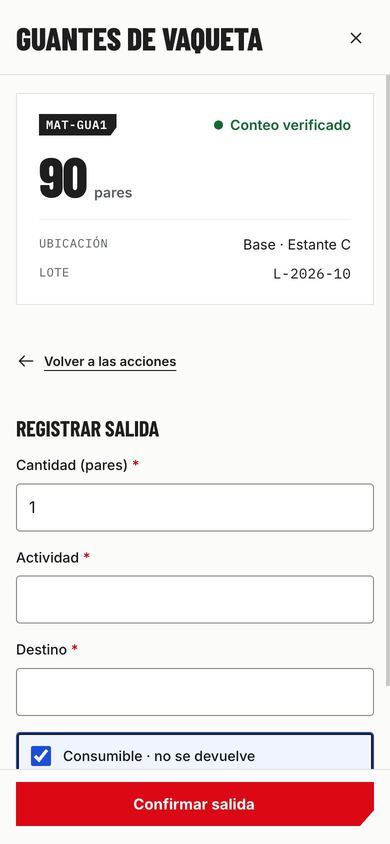 GUANTES DE VAQUETA
MAT-GUA1
Conteo verificado
90 pares
UBICACIÓN Base · Estante C
LOTE L-2026-10
Volver a las acciones
REGISTRAR SALIDA
Cantidad (pares) *
1
Actividad *
Destino *
Consumible · no se devuelve
Confirmar salida